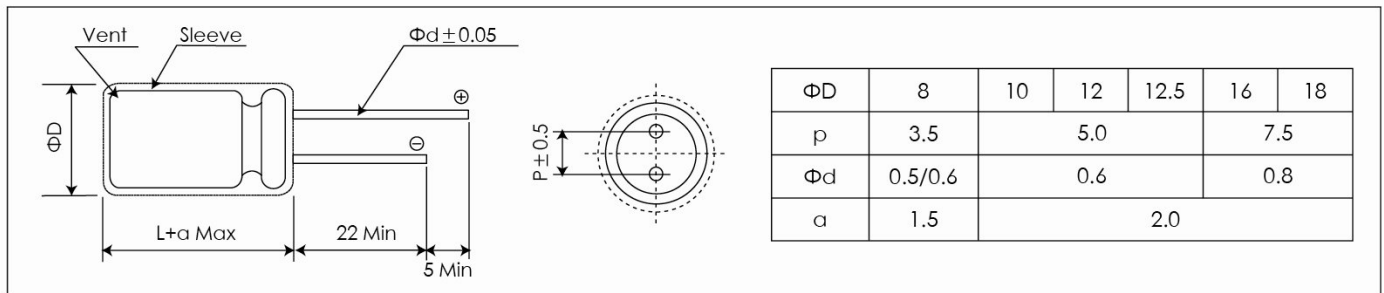 Vent
Sleeve
Φd±0.05
⊕
⊖
ΦD
L+a Max
22 Min
5 Min
P±0.5
ΦD 8 10 12 12.5 16 18
p 3.5 5.0 7.5
Φd 0.5/0.6 0.6 0.8
a 1.5 2.0